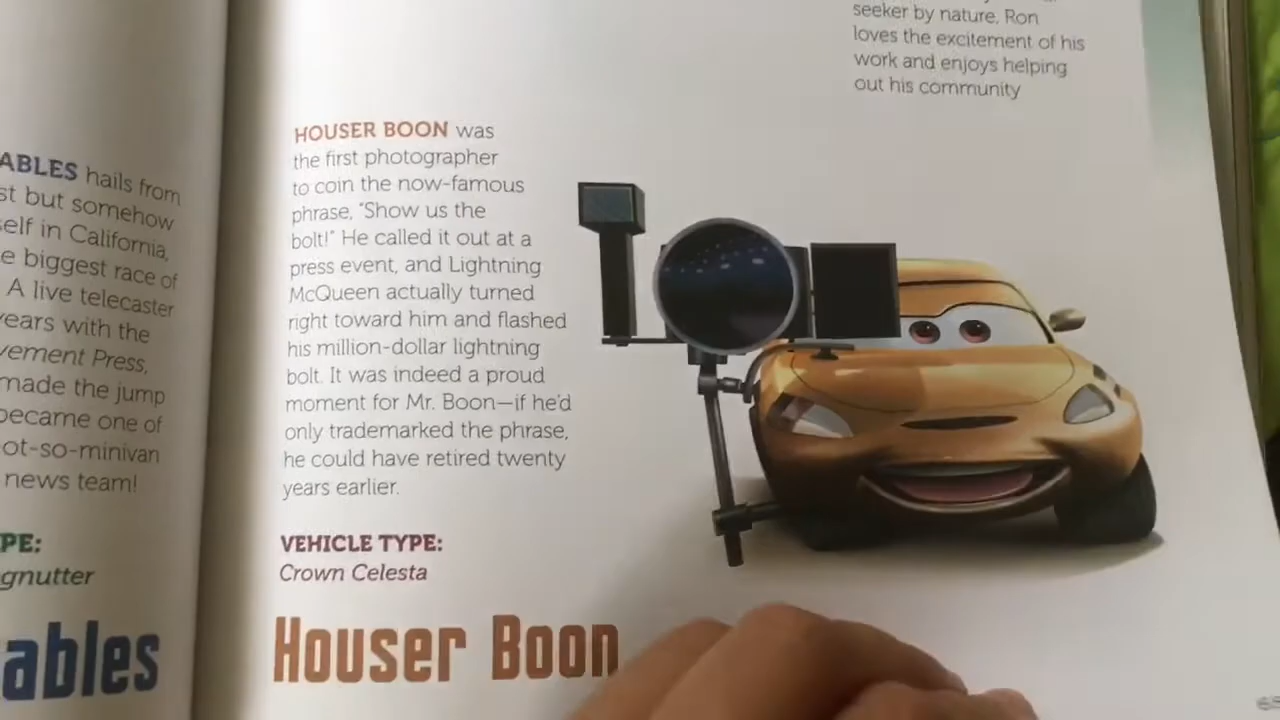 ABLES hails from
st but somehow
self in California,
e biggest race of
A live telecaster
years with the
vement Press,
made the jump
became one of
ot-so-minivan
news team!
PE:
gnutter
ables
HOUSER BOON was
the first photographer
to coin the now-famous
phrase, “Show us the
bolt!” He called it out at a
press event, and Lightning
McQueen actually turned
right toward him and flashed
his million-dollar lightning
bolt. It was indeed a proud
moment for Mr. Boon—if he’d
only trademarked the phrase,
he could have retired twenty
years earlier.
VEHICLE TYPE:
Crown Celesta
Houser Boon
seeker by nature, Ron
loves the excitement of his
work and enjoys helping
out his community